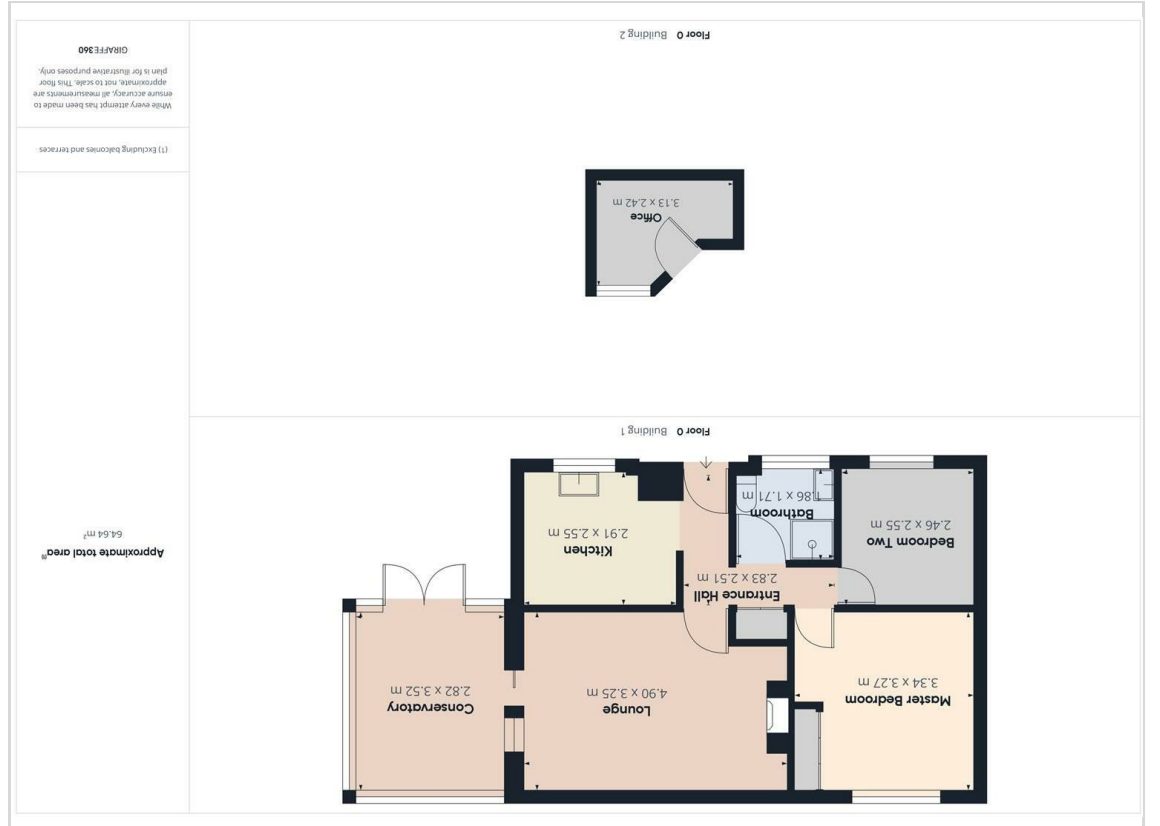 Master Bedroom
3.34 x 3.27 m
Lounge
4.90 x 3.25 m
Conservatory
2.82 x 3.52 m
Entrance Hall
2.83 x 2.51 m
Bedroom Two
2.46 x 2.55 m
Bathroom
1.86 x 1.71 m
Kitchen
2.91 x 2.55 m
Floor 0 Building 1
Office
3.13 x 2.42 m
Floor 0 Building 2
Approximate total area⁽¹⁾
64.64 m²
(1) Excluding balconies and terraces
While every attempt has been made to
ensure accuracy, all measurements are
approximate, not to scale. This floor
plan is for illustrative purposes only.
GIRAFFE360